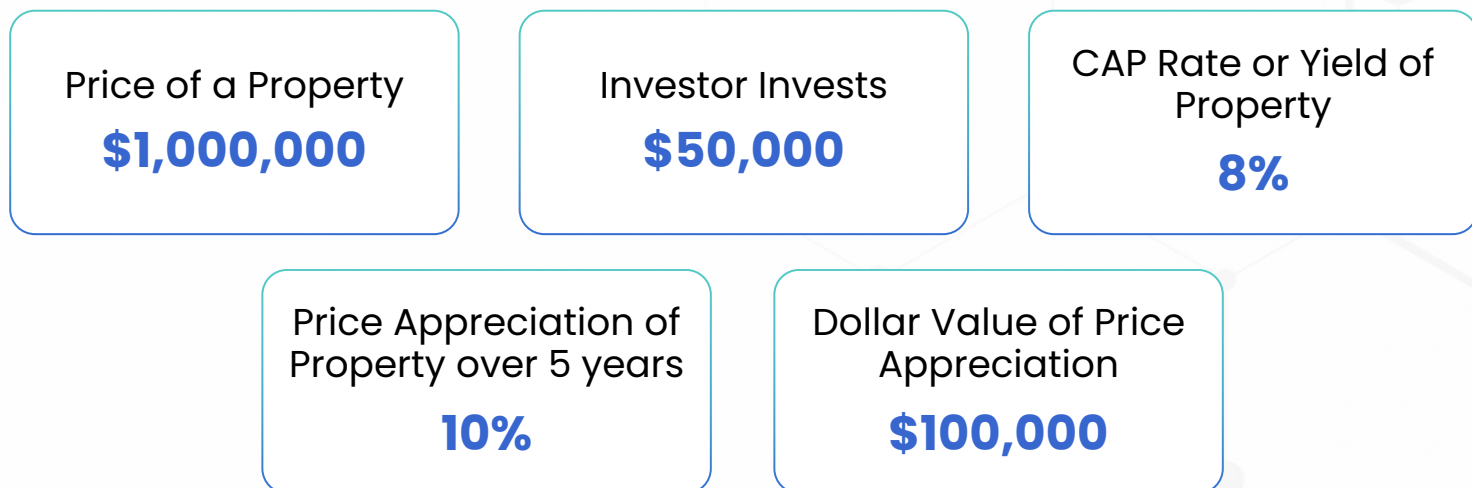 Price of a Property
$1,000,000
Investor Invests
$50,000
CAP Rate or Yield of
Property
8%
Price Appreciation of
Property over 5 years
10%
Dollar Value of Price
Appreciation
$100,000